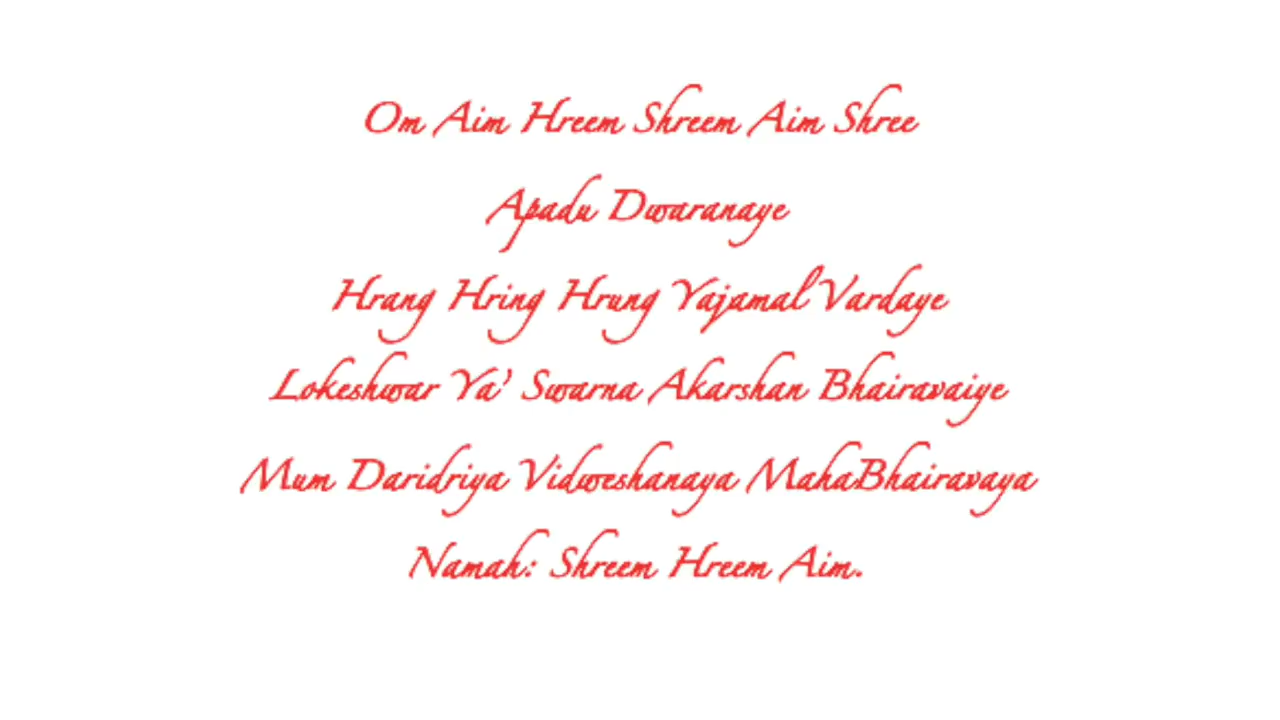 Om Aim Hreem Shreem Aim Shree
Apadu Dwaranaye
Hrang Hring Hrung Yajamal Vardaye
Lokeshwar Ya' Swarna Akarshan Bhairavaiye
Mum Daridriya Vidweshanaya MahaBhairavaya
Namah: Shreem Hreem Aim.